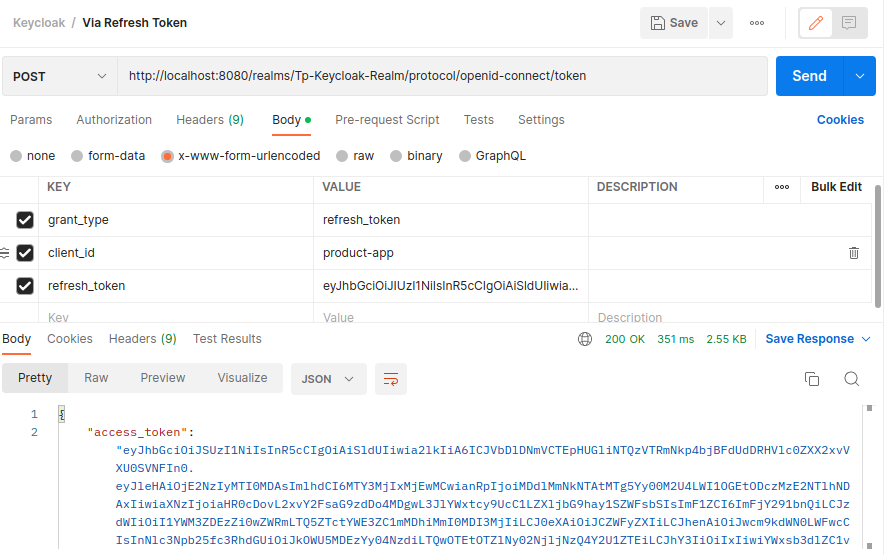 Keycloak / Via Refresh Token Save
POST http://localhost:8080/realms/Tp-Keycloak-Realm/protocol/openid-connect/token Send
Params Authorization Headers (9) Body Pre-request Script Tests Settings Cookies
none form-data x-www-form-urlencoded raw binary GraphQL
KEY VALUE DESCRIPTION Bulk Edit
grant_type refresh_token
client_id product-app
refresh_token eyJhbGciOiJIUzI1NiIsInR5cCIgOiAiSldUIiwia...
Key Value Description
Body Cookies Headers (9) Test Results 200 OK 351 ms 2.55 KB Save Response
Pretty Raw Preview Visualize JSON
1 {
2 "access_token":
"eyJhbGciOiJSUzI1NiIsInR5cCIgOiAiSldUIiwia2lkIiA6ICJVbDlDNmVCTEpHUGliNTQzVTRmNkp4bjBFdUdDRHVlc0ZXX2xvV
XU0SVNFIn0.
eyJleHAiOjE2NzIyMTI0MDAsImlhdCI6MTY3MjIxMjEwMCwianRpIjoiMDdlMmNkNTAtMTg5Yy00M2U4LWI1OGEtODczMzE2NTlhND
AxIiwiaXNzIjoiaHR0cDovL2xvY2FsaG9zdDo4MDgwL3JlYWxtcy9UcC1LZXljbG9hay1SZWFsbSIsImF1ZCI6ImFjY291bnQiLCJz